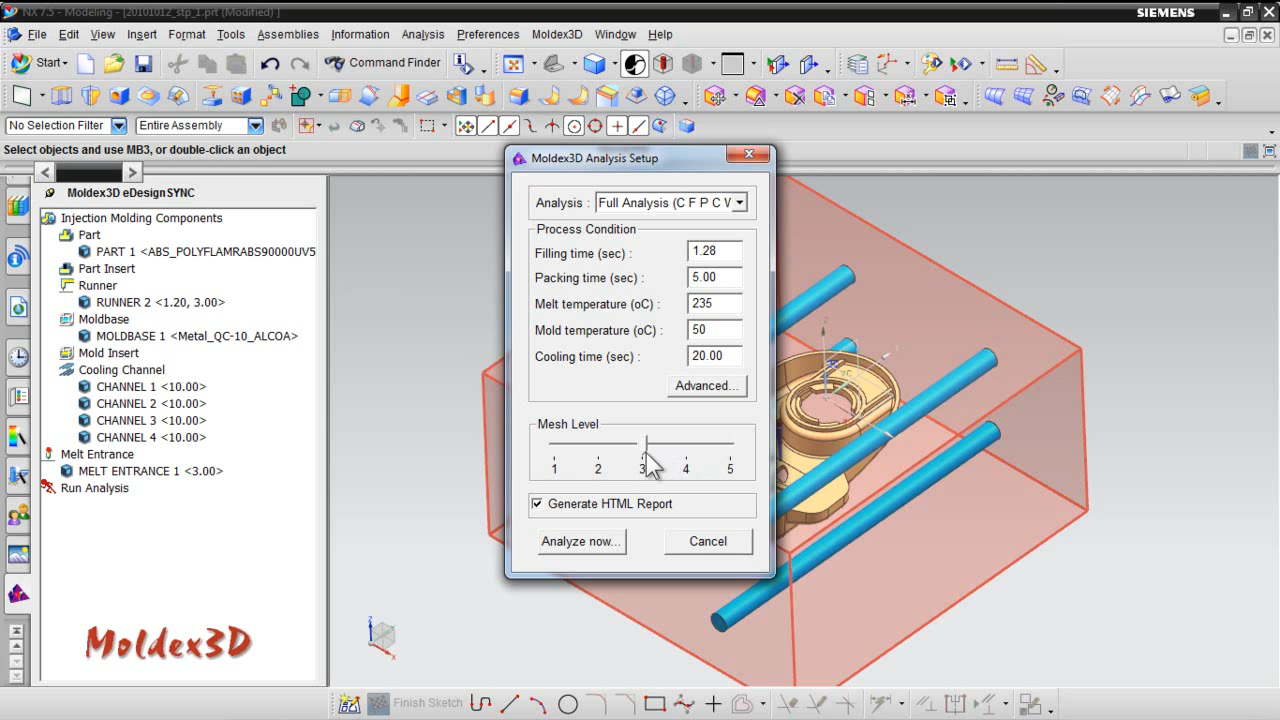 NX 7.5 - Modeling - [20101012_stp_1.prt (Modified) ]
SIEMENS
File Edit View Insert Format Tools Assemblies Information Analysis Preferences Moldex3D Window Help
Start Command Finder
No Selection Filter Entire Assembly
Select objects and use MB3, or double-click an object
Moldex3D eDesignSYNC
Injection Molding Components
Part
PART 1 <ABS_POLYFLAMRABS90000UV5
Part Insert
Runner
RUNNER 2 <1.20, 3.00>
Moldbase
MOLDBASE 1 <Metal_QC-10_ALCOA>
Mold Insert
Cooling Channel
CHANNEL 1 <10.00>
CHANNEL 2 <10.00>
CHANNEL 3 <10.00>
CHANNEL 4 <10.00>
Melt Entrance
MELT ENTRANCE 1 <3.00>
Run Analysis
Moldex3D
Moldex3D Analysis Setup
Analysis : Full Analysis (C F P C W
Process Condition
Filling time (sec) : 1.28
Packing time (sec) : 5.00
Melt temperature (oC) : 235
Mold temperature (oC) : 50
Cooling time (sec) : 20.00
Advanced...
Mesh Level
1 2 3 4 5
Generate HTML Report
Analyze now... Cancel
Finish Sketch